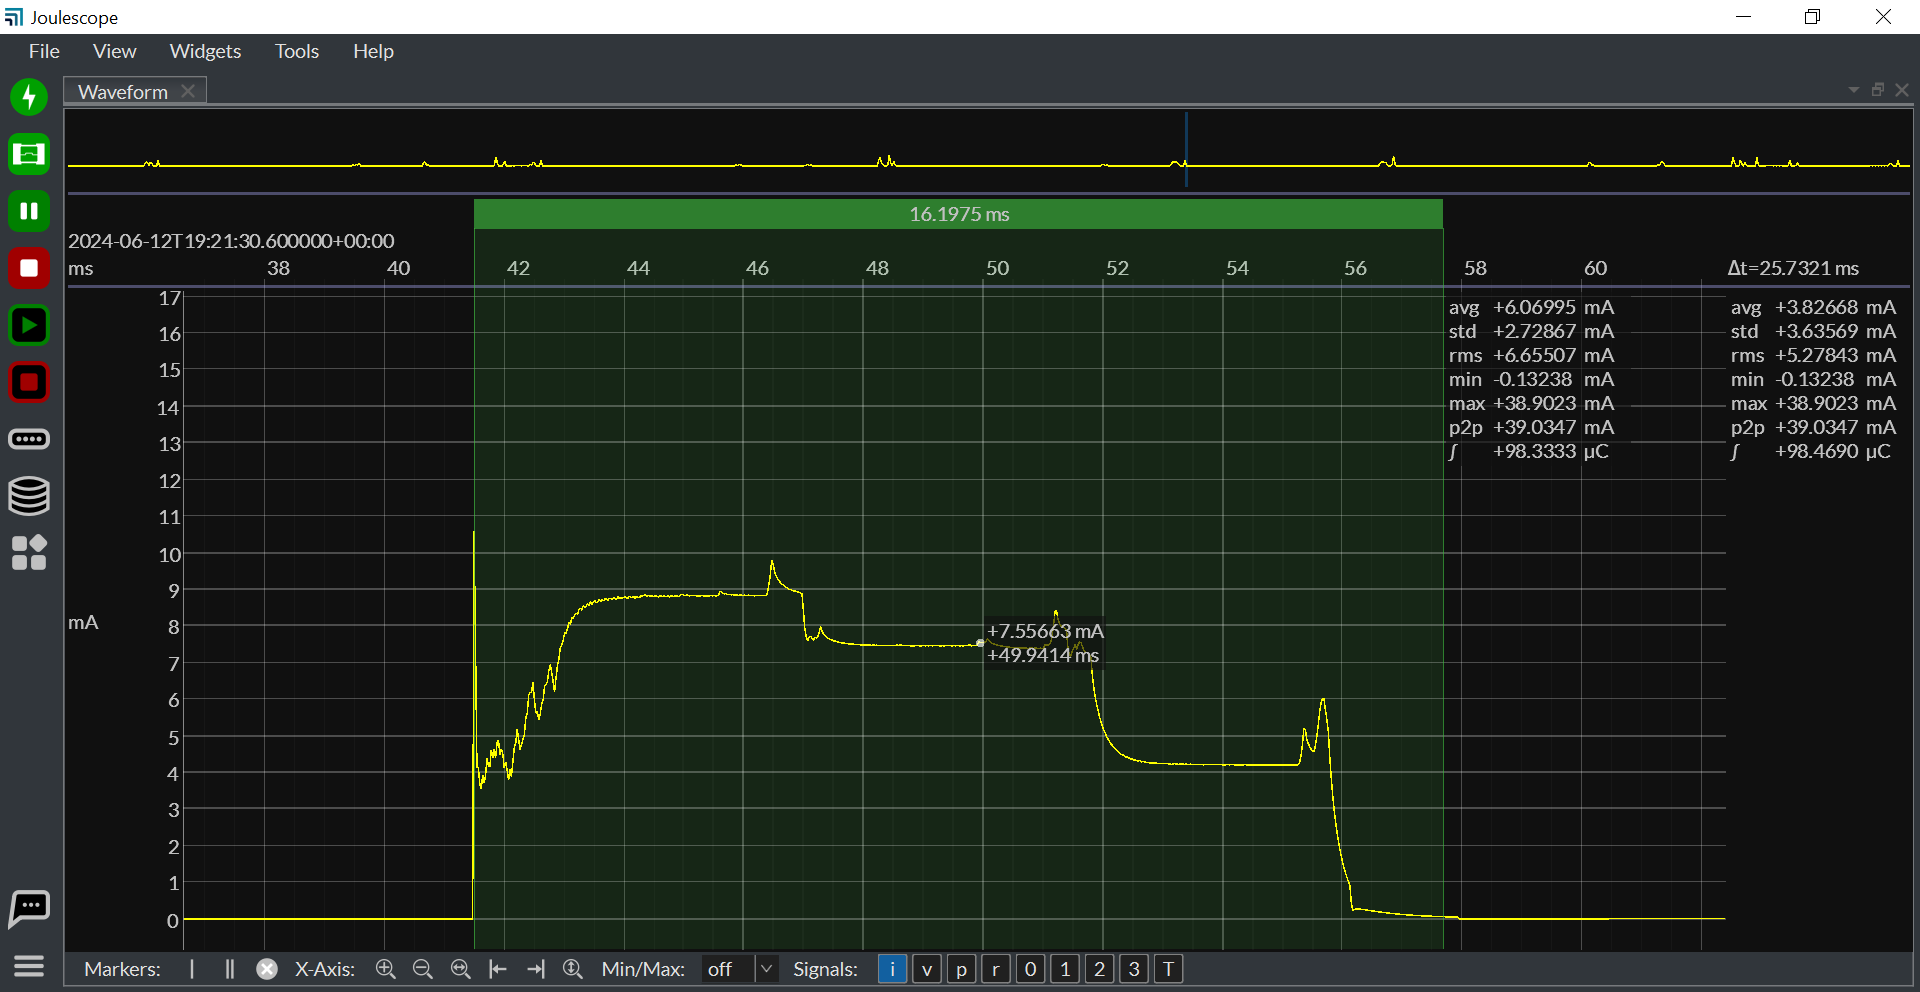 Joulescope
File View Widgets Tools Help
Waveform
16.1975 ms
2024-06-12T19:21:30.600000+00:00
ms 38 40 42 44 46 48 50 52 54 56 58 60 Δt=25.7321 ms
17
16
15
14
13
12
11
10
9
8
7
6
5
4
3
2
1
0
mA
avg +6.06995 mA
std +2.72867 mA
rms +6.65507 mA
min -0.13238 mA
max +38.9023 mA
p2p +39.0347 mA
∫ +98.3333 µC
avg +3.82668 mA
std +3.63569 mA
rms +5.27843 mA
min -0.13238 mA
max +38.9023 mA
p2p +39.0347 mA
∫ +98.4690 µC
+7.55663 mA
+49.9414 ms
Markers: X-Axis: Min/Max: off Signals: i v p r 0 1 2 3 T